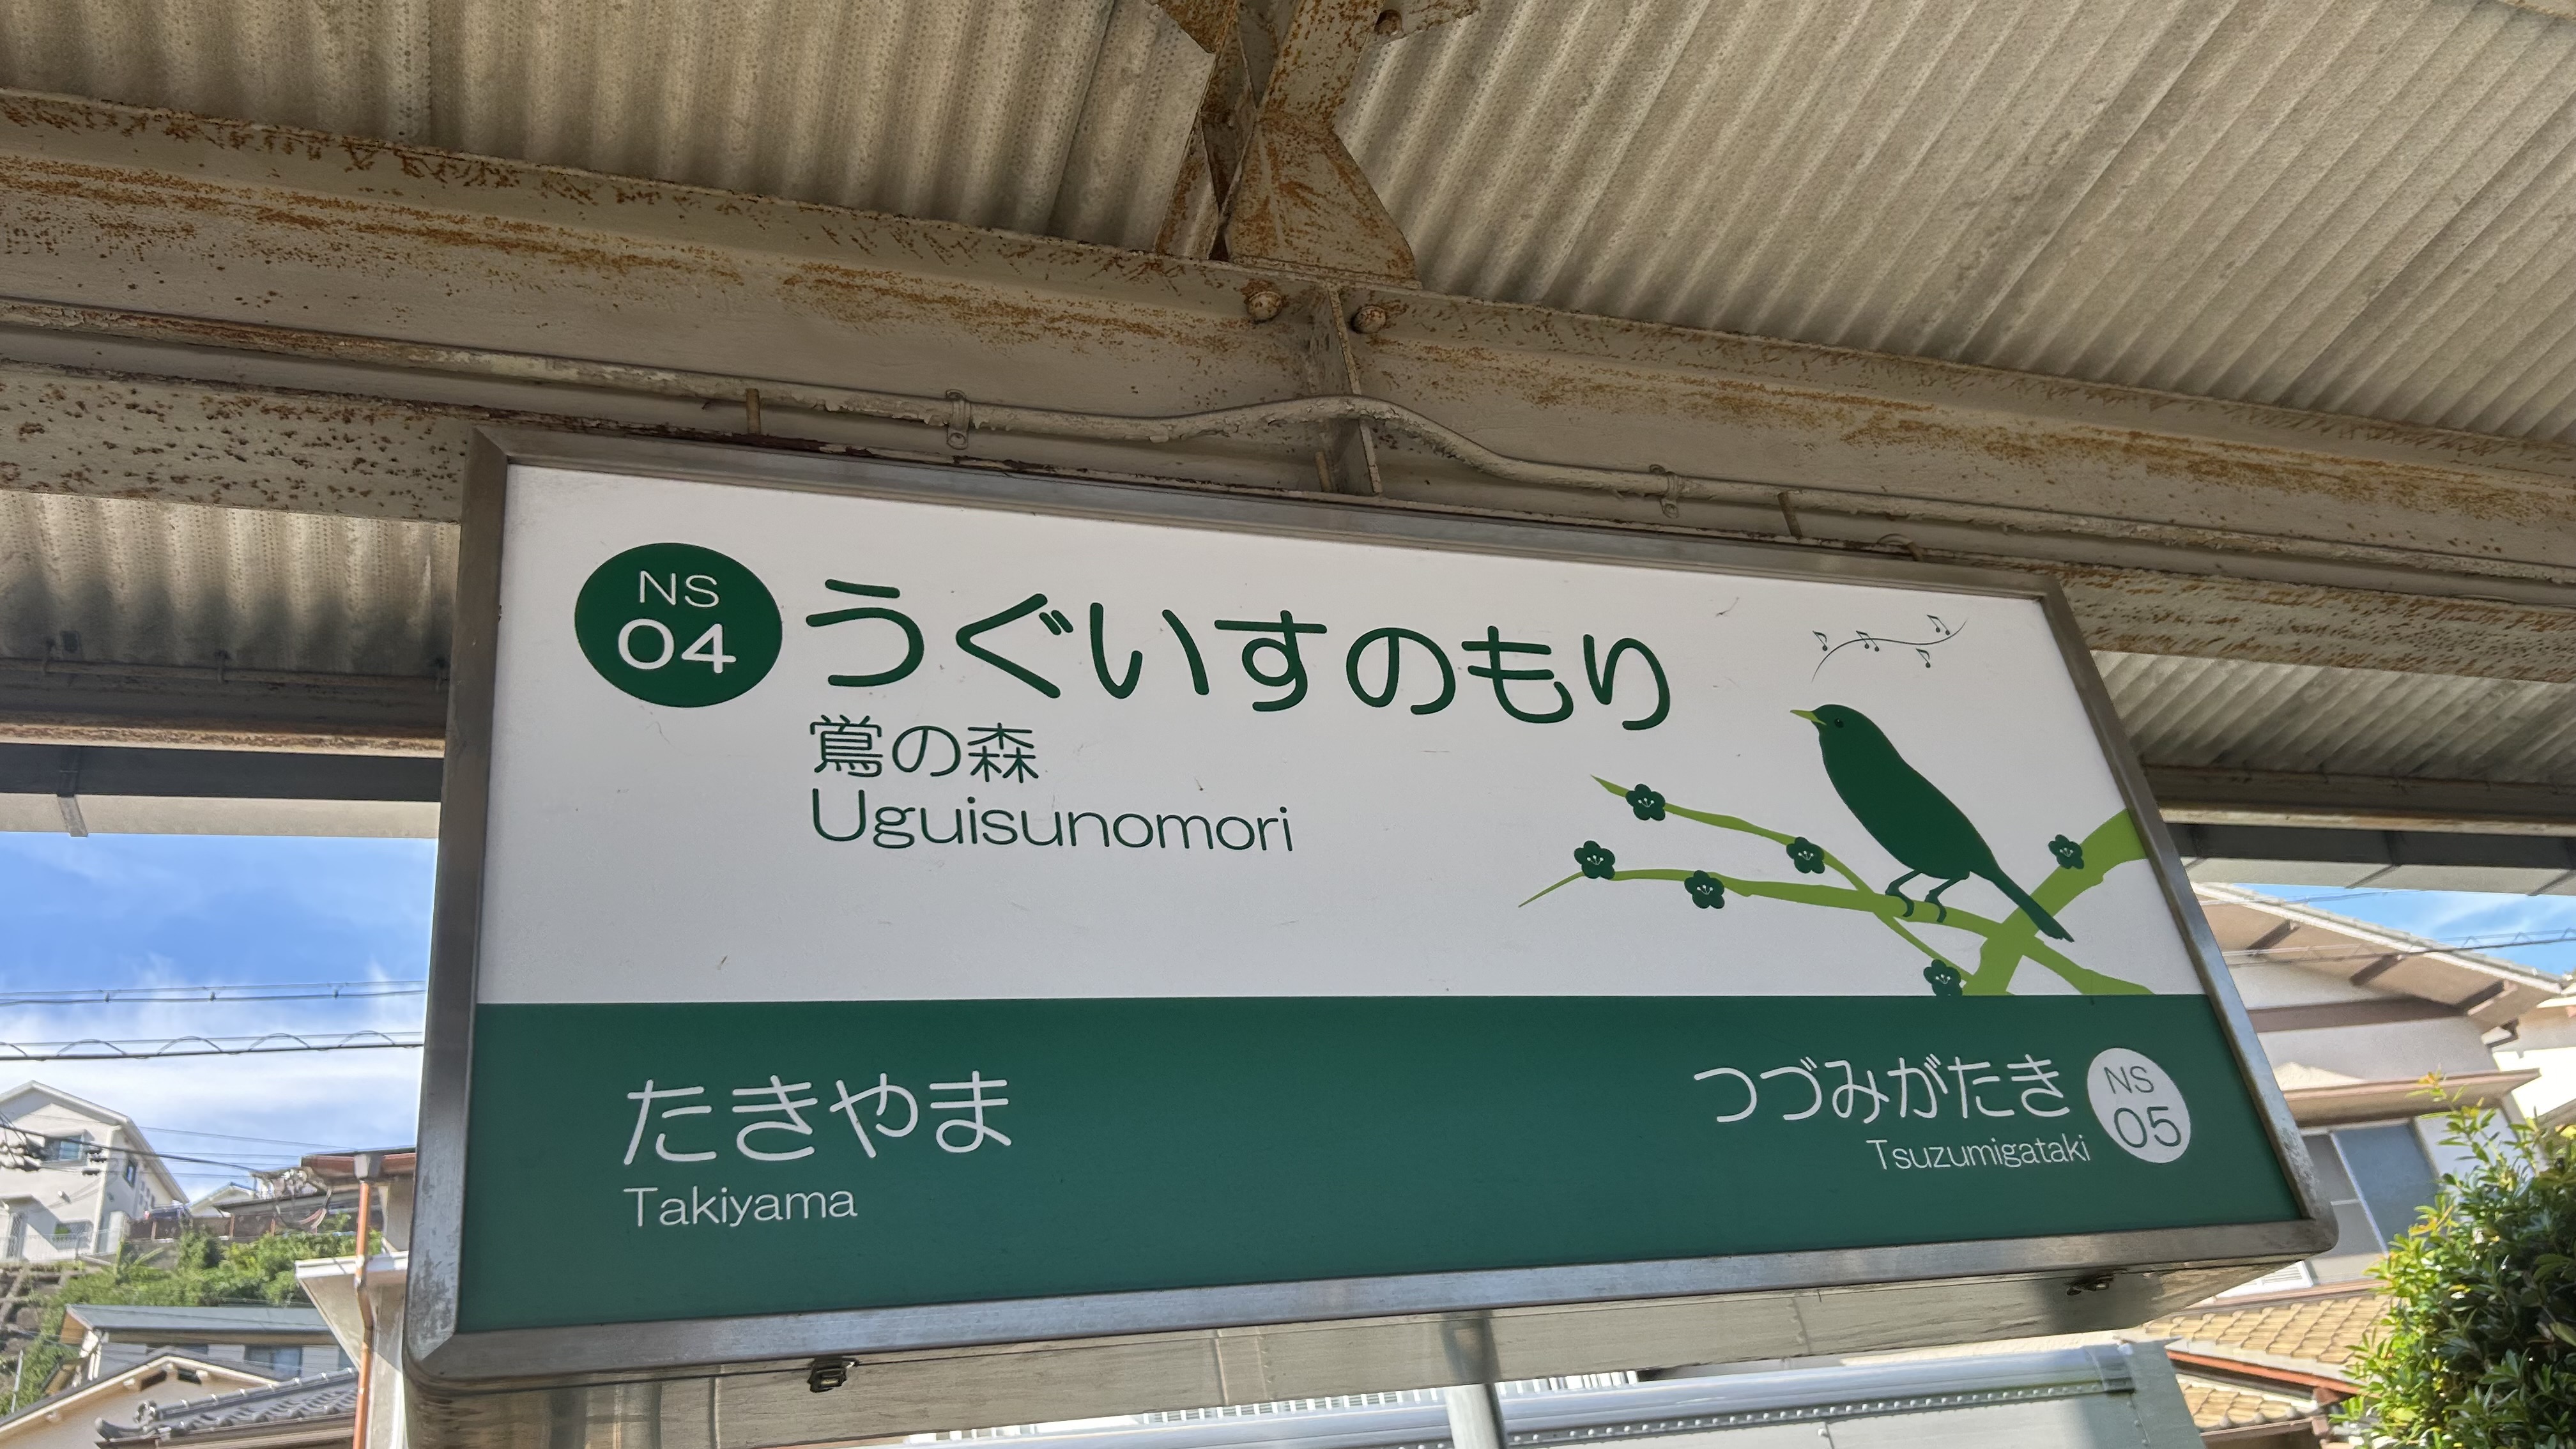 NS
04
うぐいすのもり
鴬の森
Uguisunomori
たきやま
Takiyama
つづみがたき
Tsuzumigataki
NS
05